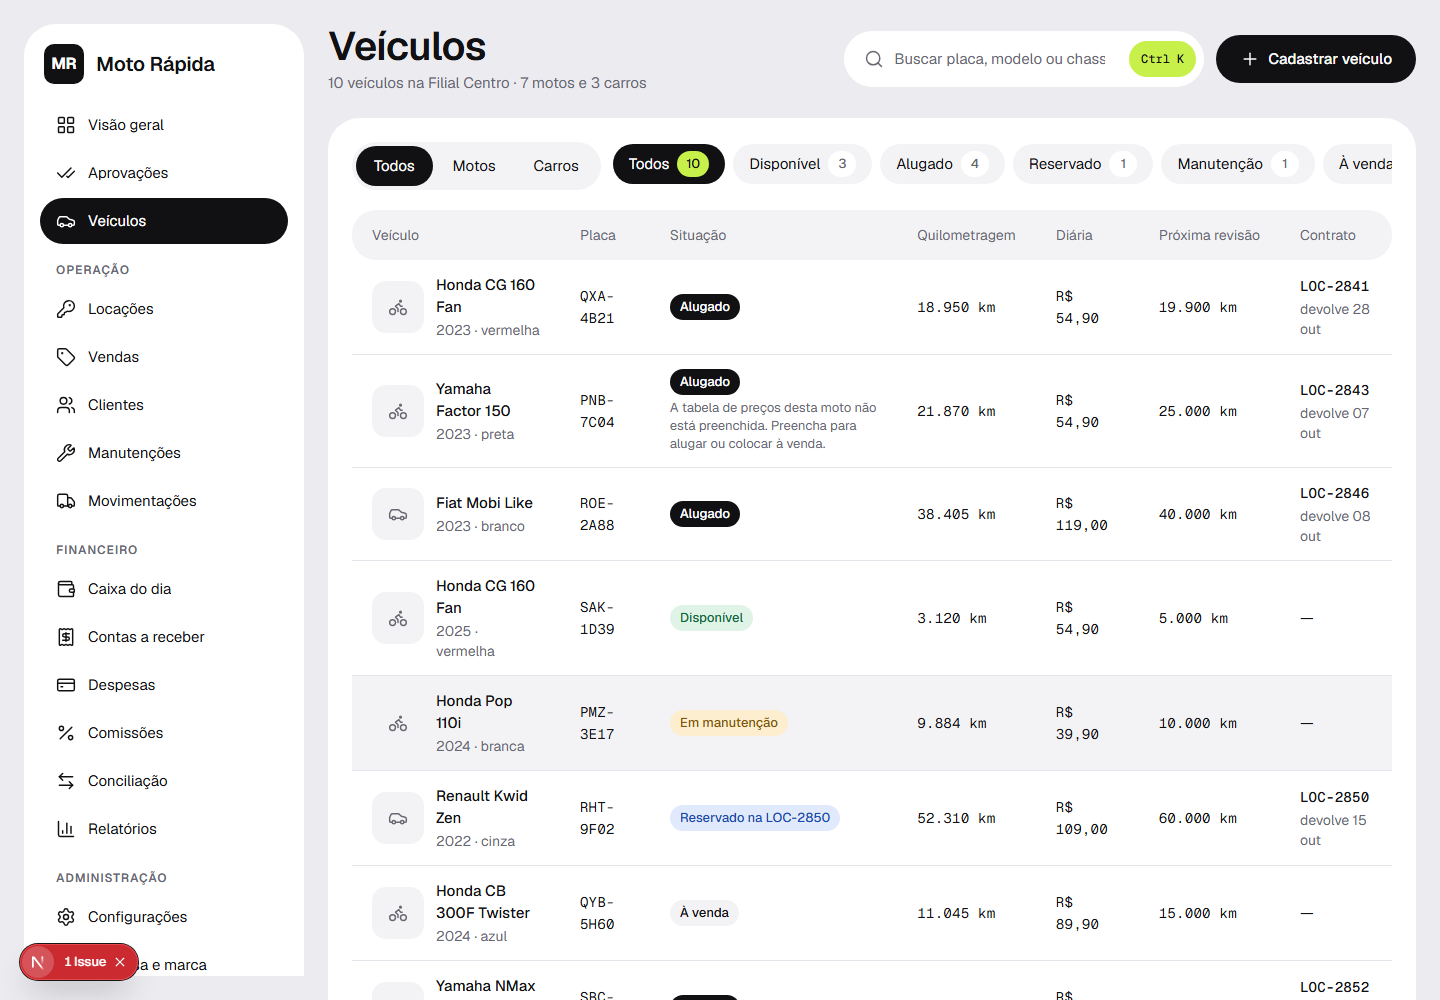 MR Moto Rápida
Visão geral
Aprovações
Veículos
OPERAÇÃO
Locações
Vendas
Clientes
Manutenções
Movimentações
FINANCEIRO
Caixa do dia
Contas a receber
Despesas
Comissões
Conciliação
Relatórios
ADMINISTRAÇÃO
Configurações
e marca
N 1 Issue
Veículos
10 veículos na Filial Centro · 7 motos e 3 carros
Buscar placa, modelo ou chass Ctrl K
Cadastrar veículo
Todos Motos Carros Todos 10 Disponível 3 Alugado 4 Reservado 1 Manutenção 1 À venda
Veículo Placa Situação Quilometragem Diária Próxima revisão Contrato
Honda CG 160
Fan
2023 · vermelha
QXA-
4B21
Alugado
18.950 km
R$
54,90
19.900 km
LOC-2841
devolve 28
out
Yamaha
Factor 150
2023 · preta
PNB-
7C04
Alugado
A tabela de preços desta moto não
está preenchida. Preencha para
alugar ou colocar à venda.
21.870 km
R$
54,90
25.000 km
LOC-2843
devolve 07
out
Fiat Mobi Like
2023 · branco
ROE-
2A88
Alugado
38.405 km
R$
119,00
40.000 km
LOC-2846
devolve 08
out
Honda CG 160
Fan
2025 ·
vermelha
SAK-
1D39
Disponível
3.120 km
R$
54,90
5.000 km
—
Honda Pop
110i
2024 · branca
PMZ-
3E17
Em manutenção
9.884 km
R$
39,90
10.000 km
—
Renault Kwid
Zen
2022 · cinza
RHT-
9F02
Reservado na LOC-2850
52.310 km
R$
109,00
60.000 km
LOC-2850
devolve 15
out
Honda CB
300F Twister
2024 · azul
QYB-
5H60
À venda
11.045 km
R$
89,90
15.000 km
—
Yamaha NMax
SBC-
R$
LOC-2852